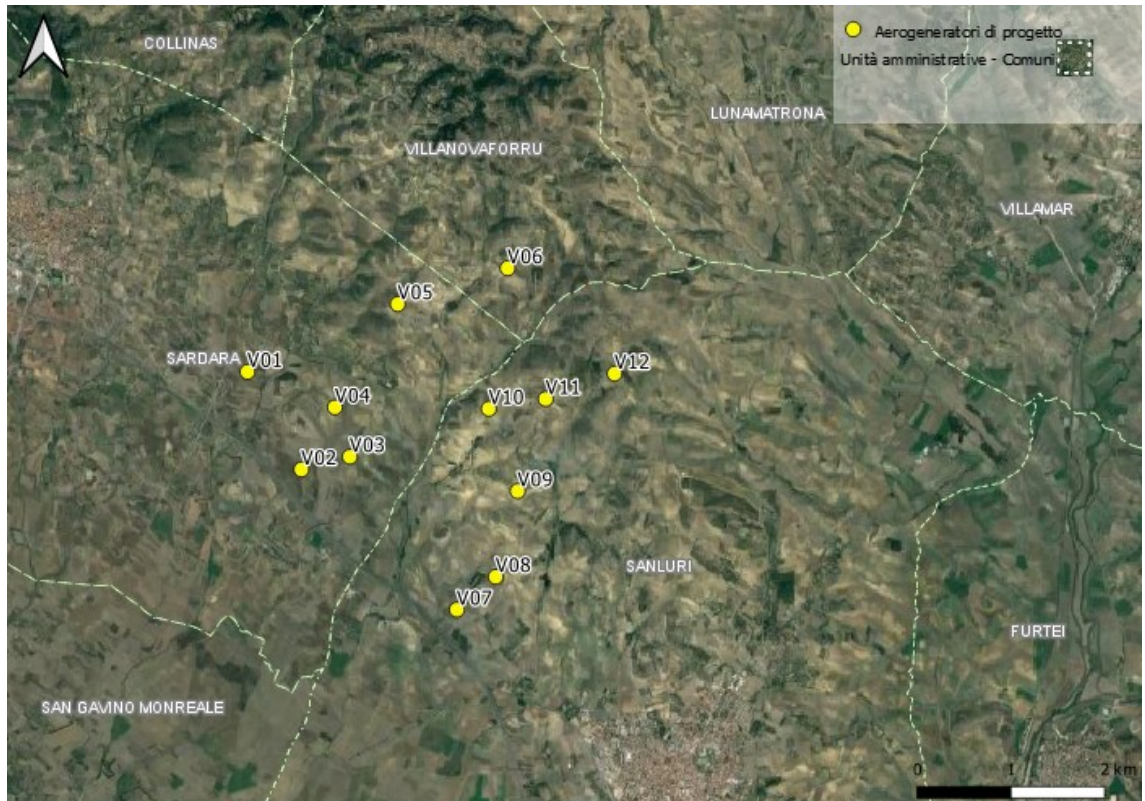 COLLINAS
Aerogeneratori di progetto
Unità amministrative - Comuni
LUNAMATRONA
VILLANOVAFORRU
VILLAMAR
V06
V05
SARDARA
V01
V12
V04
V10
V11
V02
V03
V09
SANLURI
V08
V07
FURTEI
SAN GAVINO MONREALE
0 1 2 km